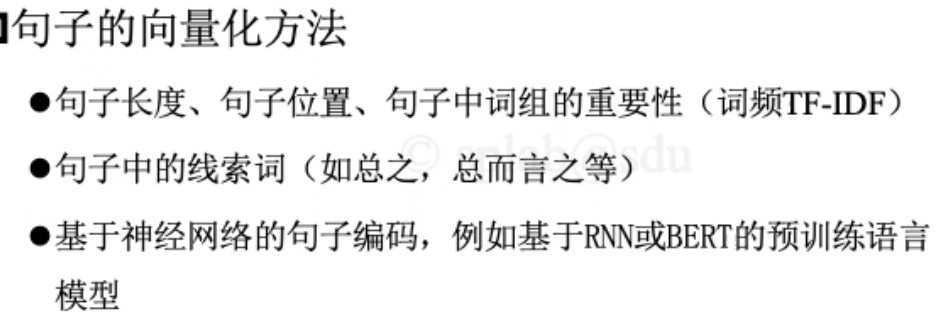 句子的向量化方法
●句子长度、句子位置、句子中词组的重要性（词频TF-IDF）
●句子中的线索词（如总之，总而言之等）
●基于神经网络的句子编码，例如基于RNN或BERT的预训练语言
模型